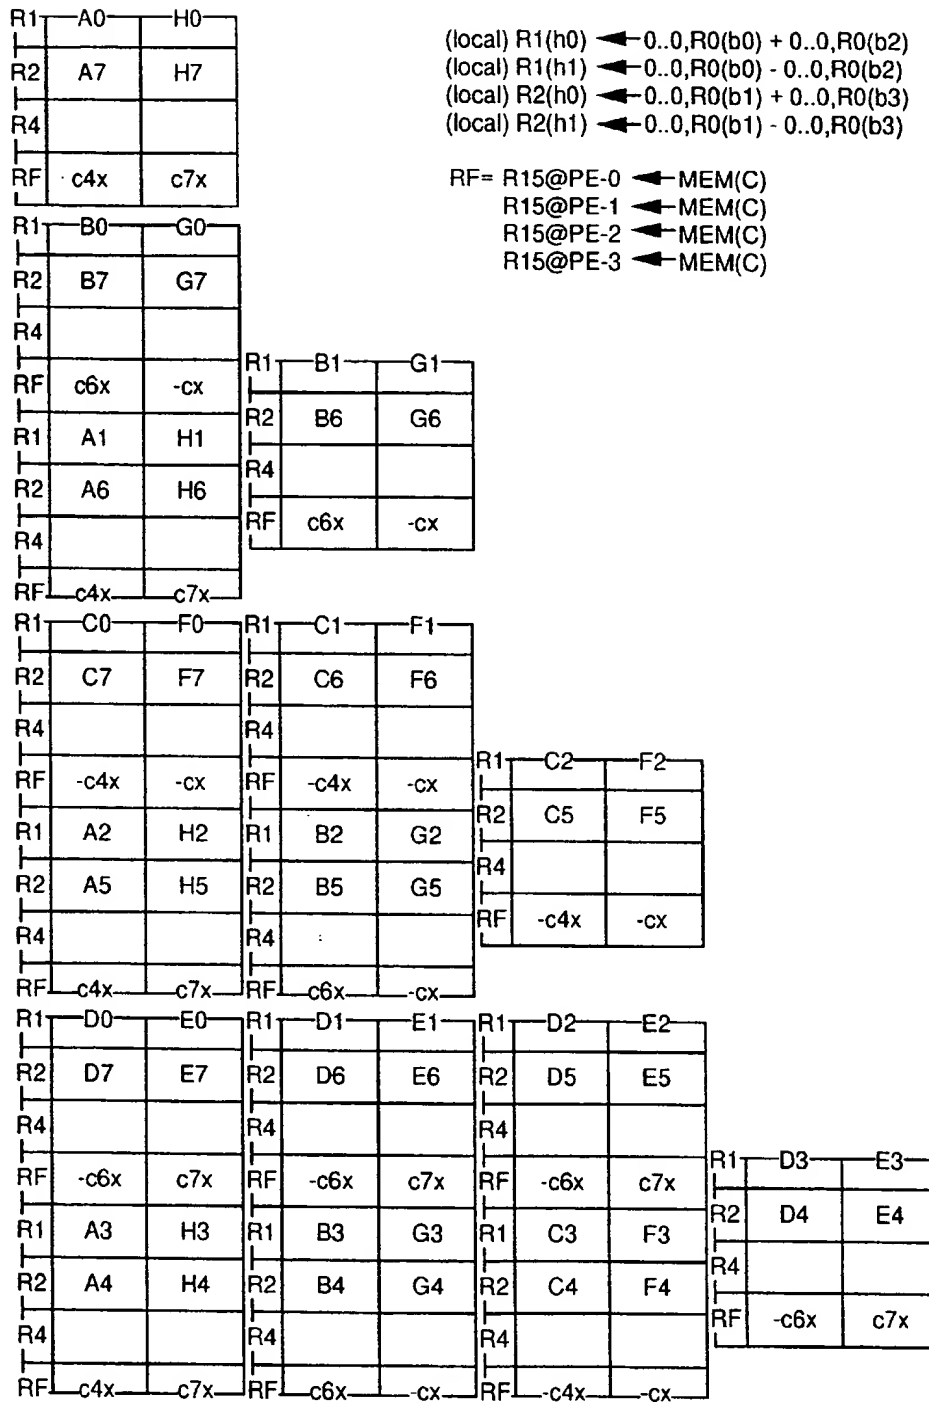 (local) R1(h0) ← 0..0,R0(b0) + 0..0,R0(b2)
(local) R1(h1) ← 0..0,R0(b0) - 0..0,R0(b2)
(local) R2(h0) ← 0..0,R0(b1) + 0..0,R0(b3)
(local) R2(h1) ← 0..0,R0(b1) - 0..0,R0(b3)
RF= R15@PE-0 ← MEM(C)
R15@PE-1 ← MEM(C)
R15@PE-2 ← MEM(C)
R15@PE-3 ← MEM(C)
R1 A0 H0
R2 A7 H7
R4
RF c4x c7x
R1 B0 G0
R2 B7 G7
R4
RF c6x -cx
R1 A1 H1
R2 A6 H6
R4
RF c4x c7x
R1 B1 G1
R2 B6 G6
R4
RF c6x -cx
R1 C0 F0
R2 C7 F7
R4
RF -c4x -cx
R1 A2 H2
R2 A5 H5
R4
RF c4x c7x
R1 C1 F1
R2 C6 F6
R4
RF -c4x -cx
R1 B2 G2
R2 B5 G5
R4
RF c6x -cx
R1 C2 F2
R2 C5 F5
R4
RF -c4x -cx
R1 D0 E0
R2 D7 E7
R4
RF -c6x c7x
R1 A3 H3
R2 A4 H4
R4
RF c4x c7x
R1 D1 E1
R2 D6 E6
R4
RF -c6x c7x
R1 B3 G3
R2 B4 G4
R4
RF c6x -cx
R1 D2 E2
R2 D5 E5
R4
RF -c6x c7x
R1 C3 F3
R2 C4 F4
R4
RF -c4x -cx
R1 D3 E3
R2 D4 E4
R4
RF -c6x c7x